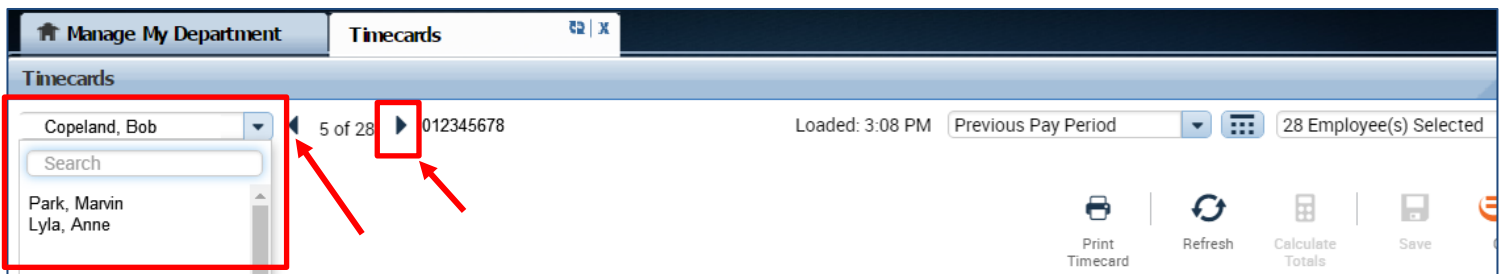 Manage My Department Timecards x
Timecards
Copeland, Bob 5 of 28 012345678 Loaded: 3:08 PM Previous Pay Period 28 Employee(s) Selected
Search
Park, Marvin
Lyla, Anne
Print Timecard Refresh Calculate Totals Save